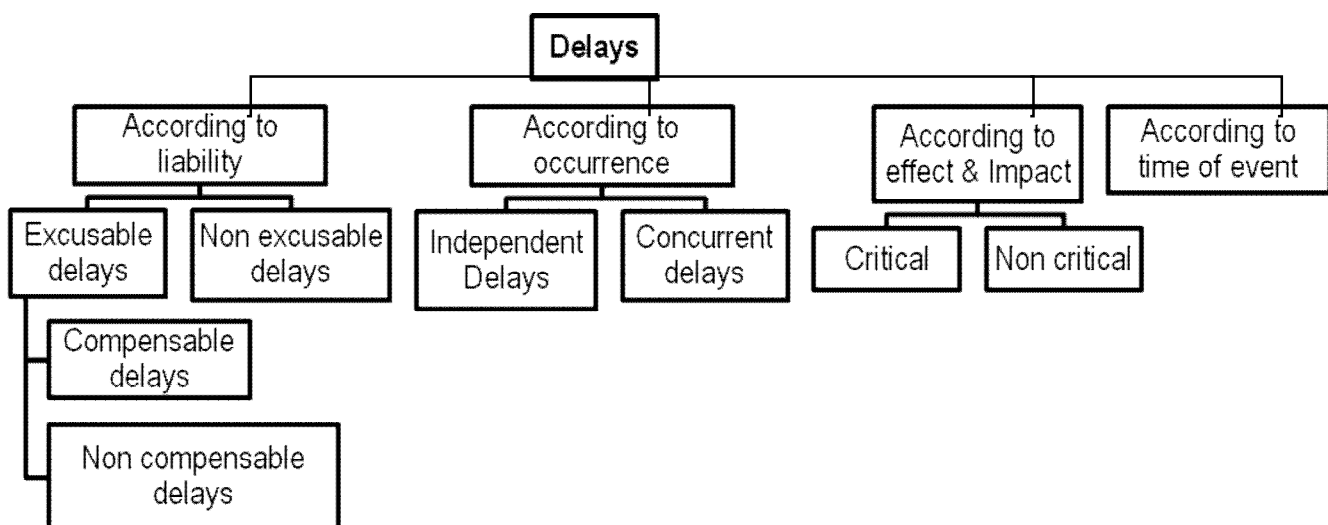 Delays
According to
liability
According to
occurrence
According to
effect & Impact
According to
time of event
Excusable
delays
Non excusable
delays
Independent
Delays
Concurrent
delays
Critical
Non critical
Compensable
delays
Non compensable
delays